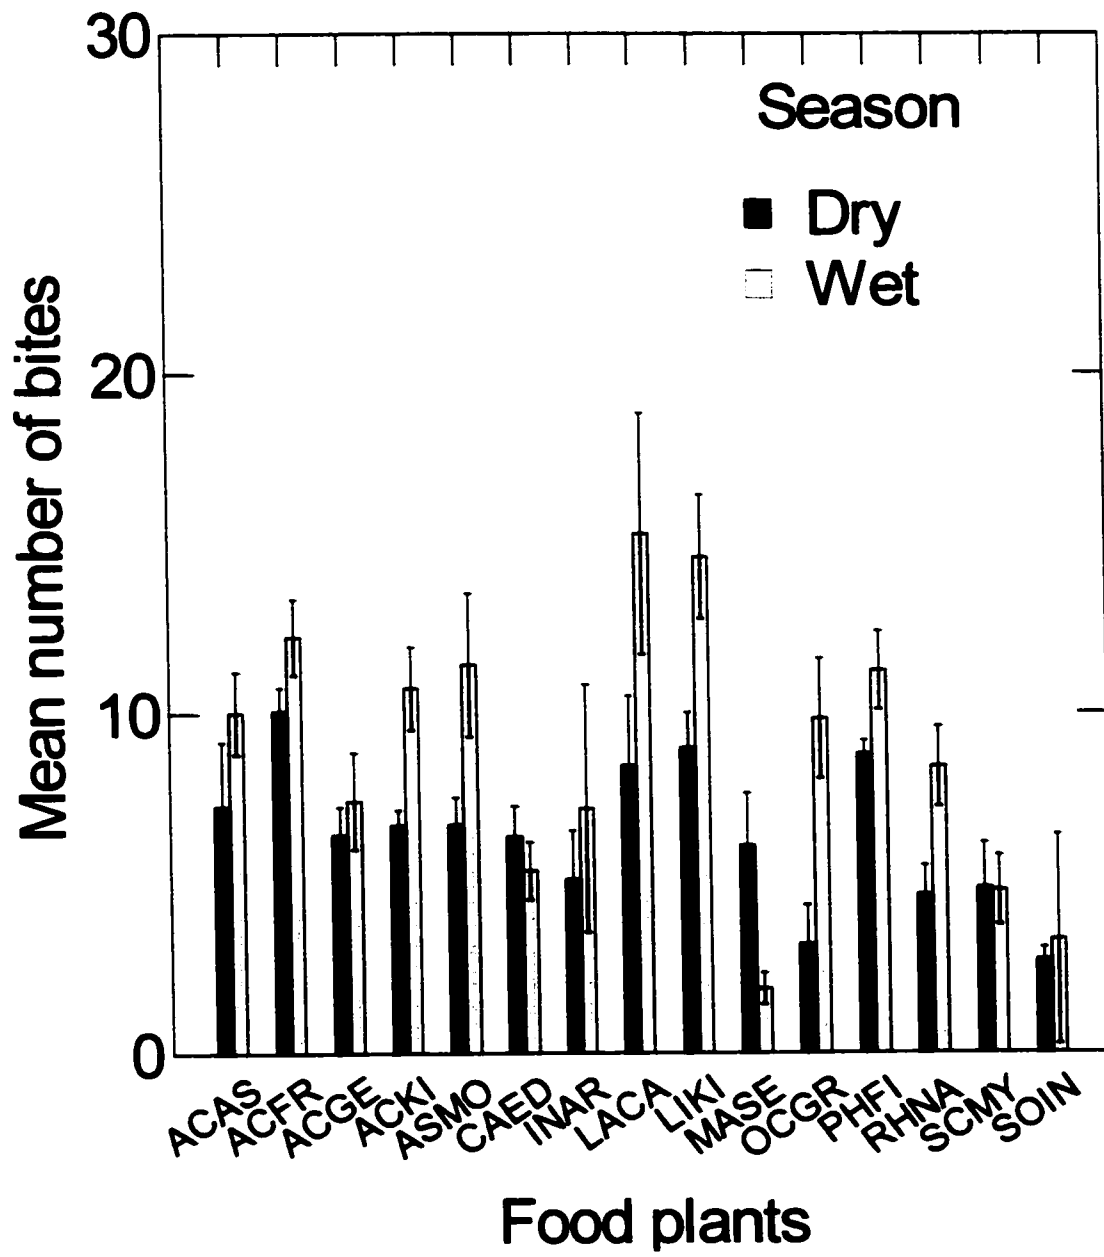 30
Season
Dry
Wet
20
10
0
Mean number of bites
ACAS
ACFR
ACGE
ACKI
ASMO
CAED
INAR
LACA
LIKI
MASE
OCGR
PHFI
RHNA
SCMY
SOIN
Food plants